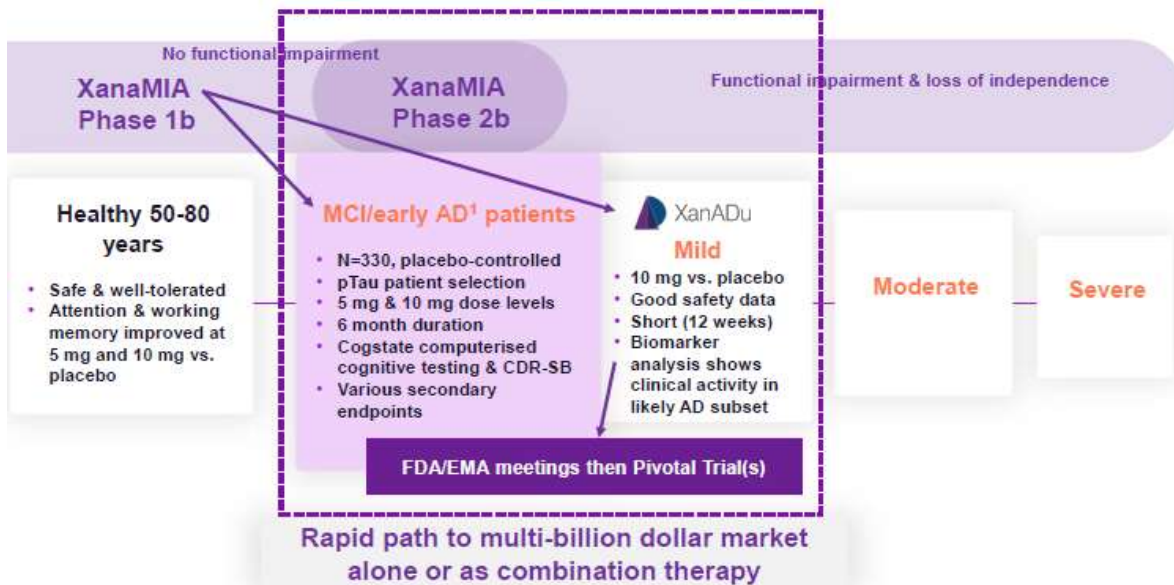 No functional impairment
XanaMIA
Phase 1b
XanaMIA
Phase 2b
Functional impairment & loss of independence
Healthy 50-80
years
• Safe & well-tolerated
• Attention & working
memory improved at
5 mg and 10 mg vs.
placebo
MCI/early AD¹ patients
• N=330, placebo-controlled
• pTau patient selection
• 5 mg & 10 mg dose levels
• 6 month duration
• Cogstate computerised
cognitive testing & CDR-SB
• Various secondary
endpoints
XanADu
Mild
• 10 mg vs. placebo
• Good safety data
• Short (12 weeks)
• Biomarker
analysis shows
clinical activity in
likely AD subset
Moderate
Severe
FDA/EMA meetings then Pivotal Trial(s)
Rapid path to multi-billion dollar market
alone or as combination therapy